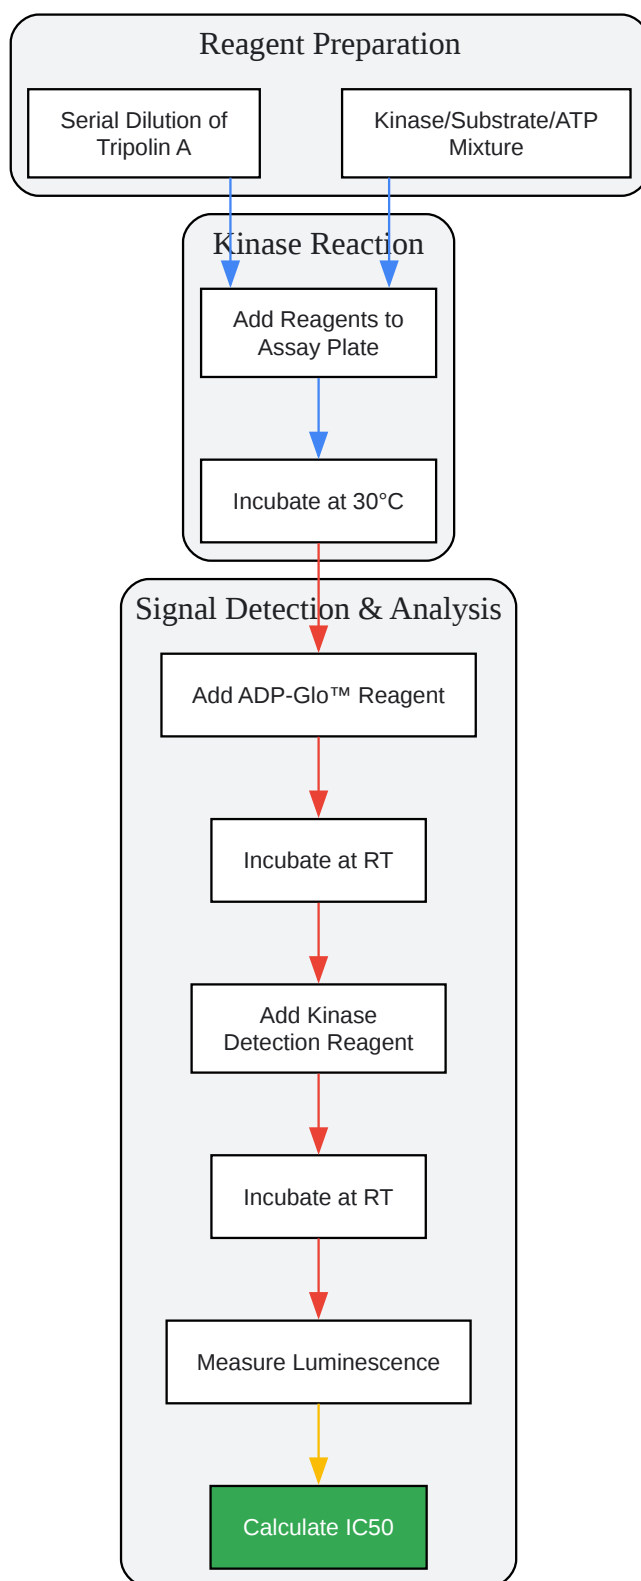 Reagent Preparation
Serial Dilution of
Tripolin A
Kinase/Substrate/ATP
Mixture
Kinase Reaction
Add Reagents to
Assay Plate
Incubate at 30°C
Signal Detection & Analysis
Add ADP-Glo™ Reagent
Incubate at RT
Add Kinase
Detection Reagent
Incubate at RT
Measure Luminescence
Calculate IC50